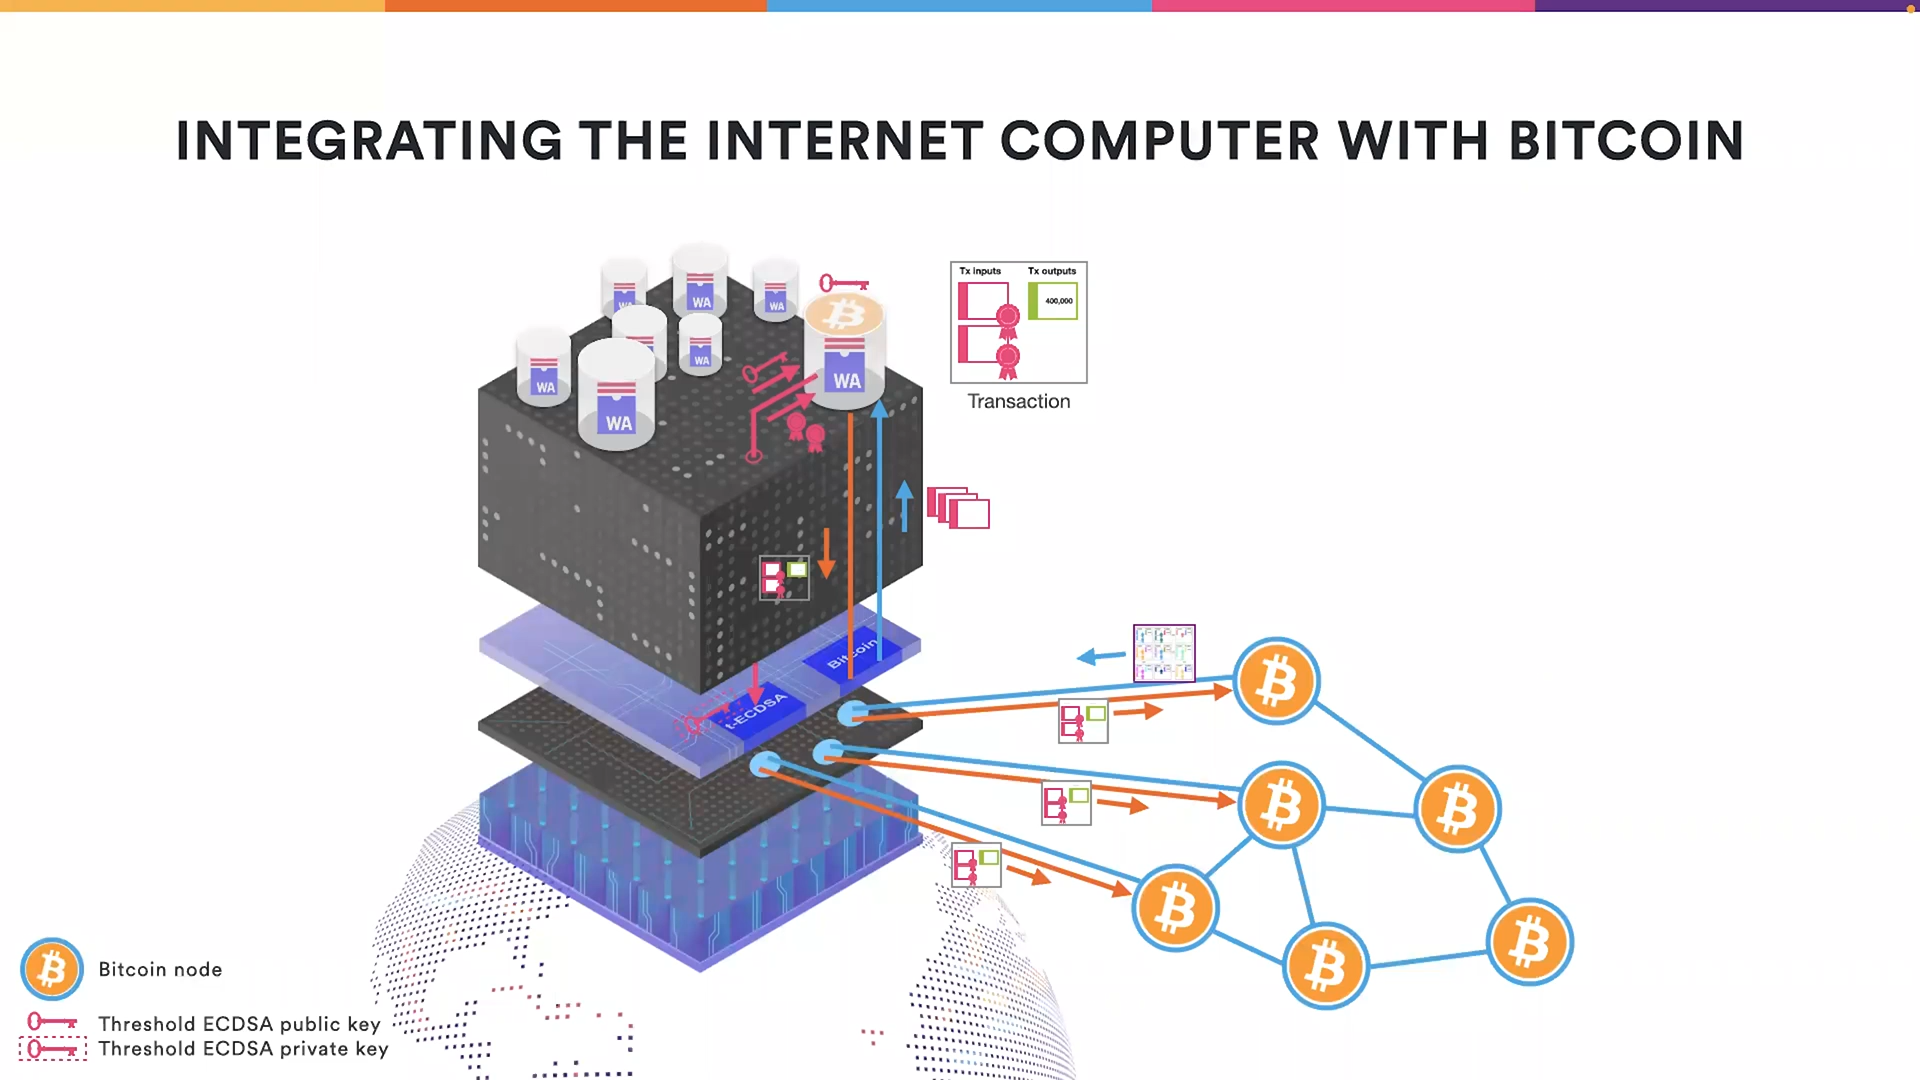 INTEGRATING THE INTERNET COMPUTER WITH BITCOIN
Tx inputs
Tx outputs
400,000
Transaction
WA
WA
WA
WA
WA
WA
WA
Bitcoin
t-ECDSA
Bitcoin node
Threshold ECDSA public key
Threshold ECDSA private key